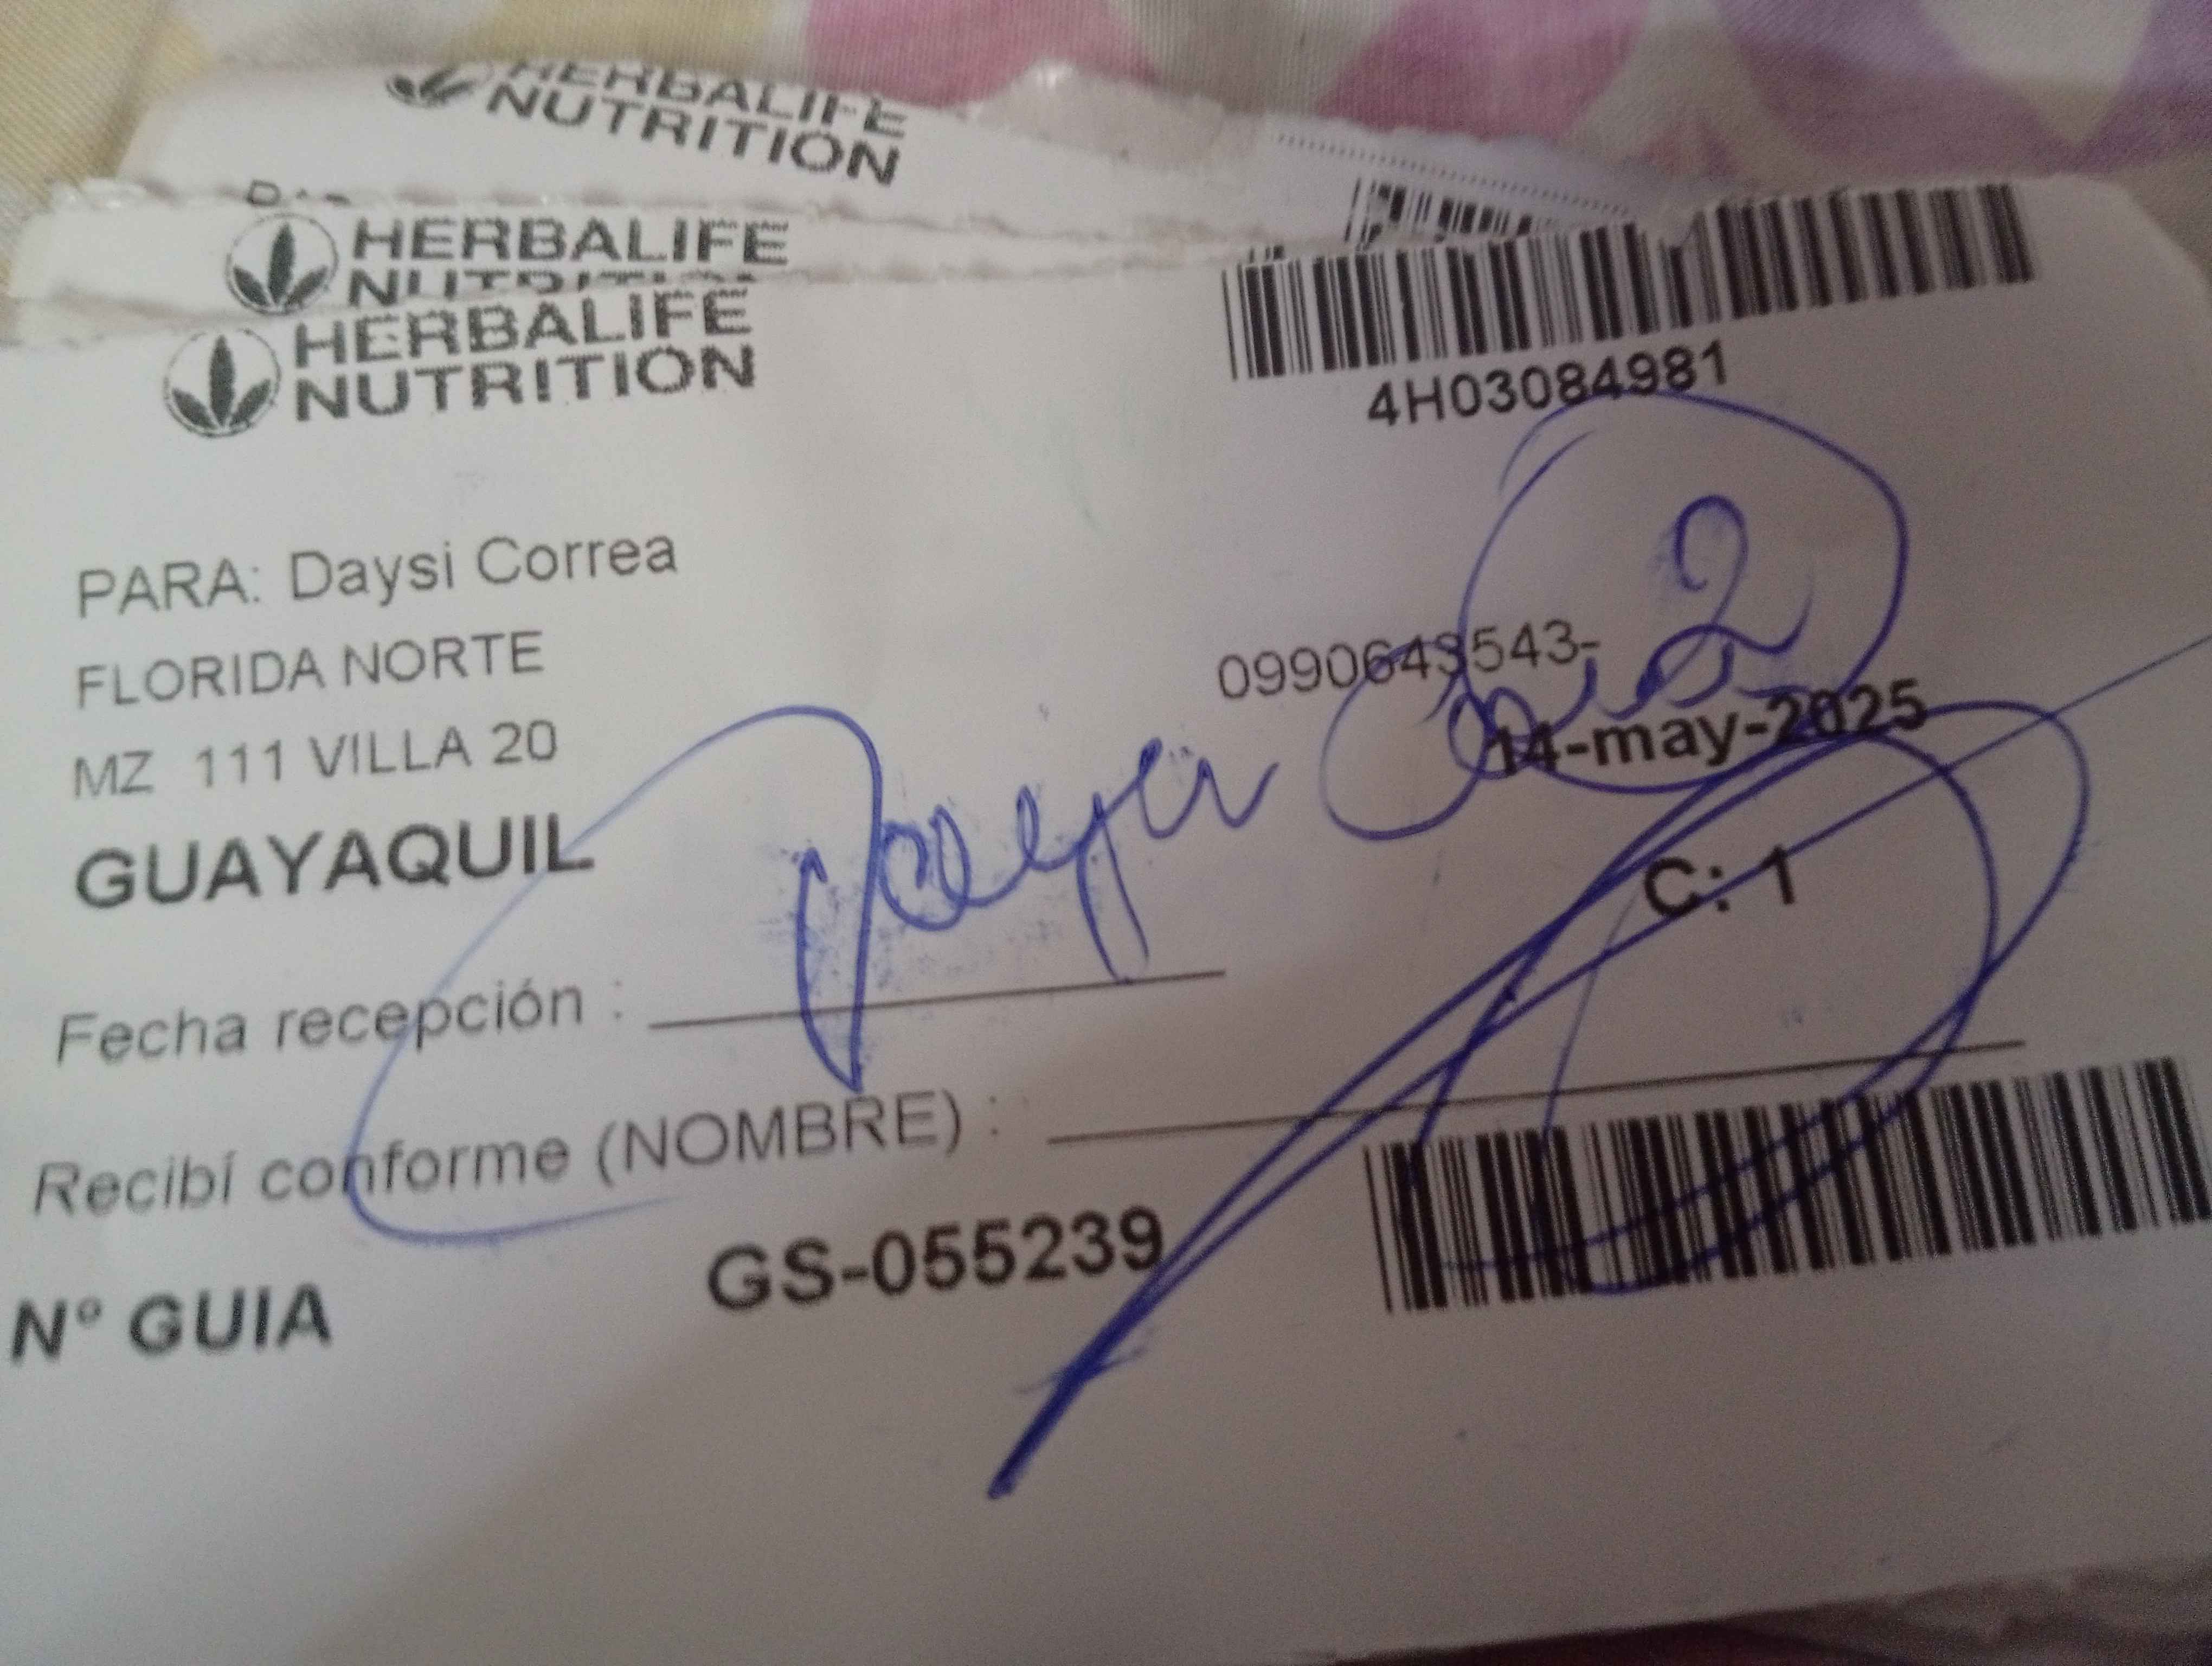 HERBALIFE
NUTRITION
HERBALIFE
HERBALIFE
NUTRITION
4H03084981
PARA: Daysi Correa
FLORIDA NORTE
0990643543-
MZ 111 VILLA 20
14-may-2025
2
GUAYAQUIL
C: 1
Fecha recepción :
Recibí conforme (NOMBRE) :
Nº GUIA
GS-055239